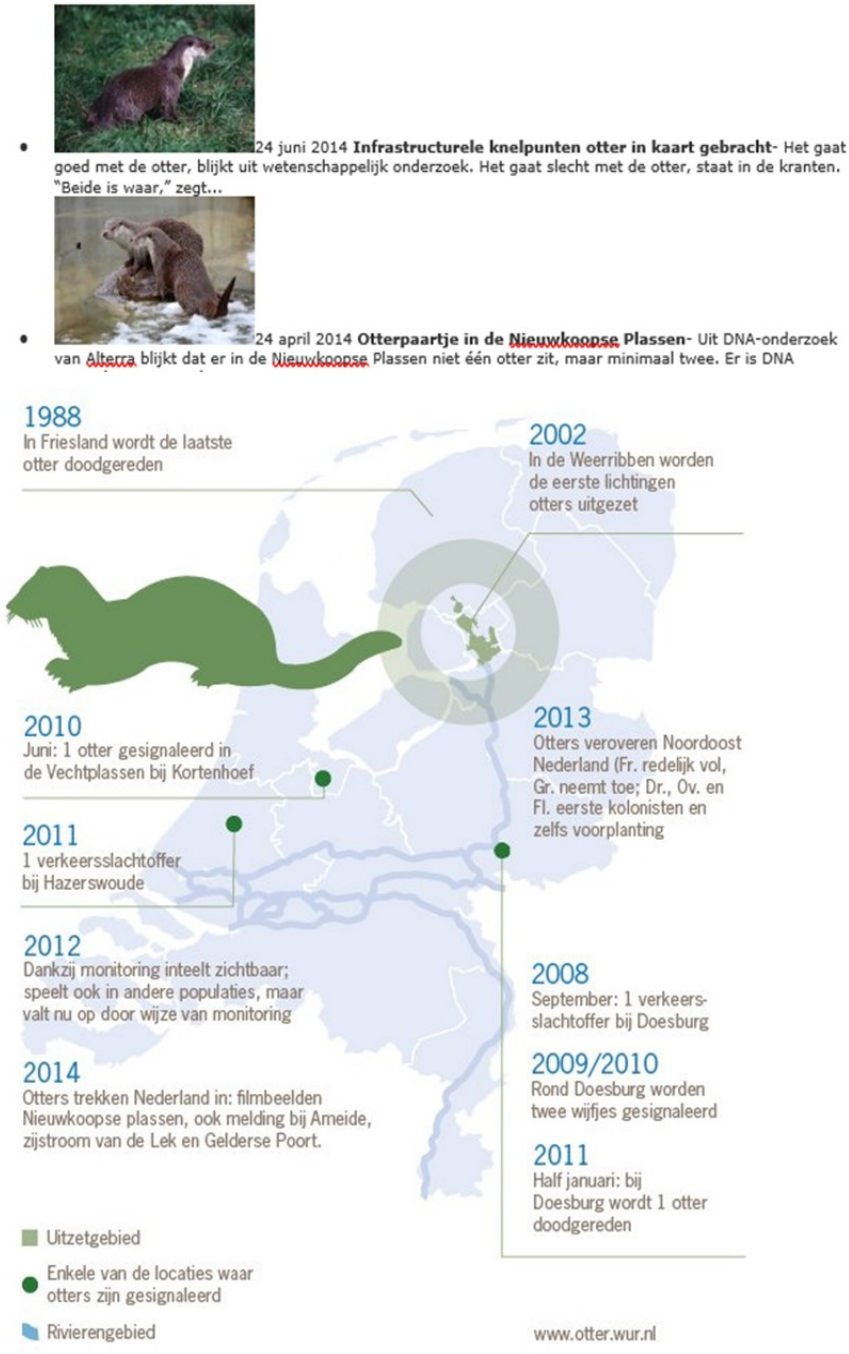 24 juni 2014 Infrastructurele knelpunten otter in kaart gebracht- Het gaat
goed met de otter, blijkt uit wetenschappelijk onderzoek. Het gaat slecht met de otter, staat in de kranten.
“Beide is waar,” zegt...
24 april 2014 Otterpaartje in de Nieuwkoopse Plassen- Uit DNA-onderzoek
van Alterra blijkt dat er in de Nieuwkoopse Plassen niet één otter zit, maar minimaal twee. Er is DNA
1988
In Friesland wordt de laatste
otter doodgereden
2002
In de Weerribben worden
de eerste lichtingen
otters uitgezet
2010
Juni: 1 otter gesignaleerd in
de Vechtplassen bij Kortenhoef
2011
1 verkeersslachtoffer
bij Hazerswoude
2012
Dankzij monitoring inteelt zichtbaar;
speelt ook in andere populaties, maar
valt nu op door wijze van monitoring
2014
Otters trekken Nederland in: filmbeelden
Nieuwkoopse plassen, ook melding bij Ameide,
zijstroom van de Lek en Gelderse Poort.
2013
Otters veroveren Noordoost
Nederland (Fr. redelijk vol,
Gr. neemt toe; Dr., Ov. en
Fl. eerste kolonisten en
zelfs voorplanting
2008
September: 1 verkeers-
slachtoffer bij Doesburg
2009/2010
Rond Doesburg worden
twee wijfjes gesignaleerd
2011
Half januari: bij
Doesburg wordt 1 otter
doodgereden
Uitzetgebied
Enkele van de locaties waar
otters zijn gesignaleerd
Rivierengebied
www.otter.wur.nl